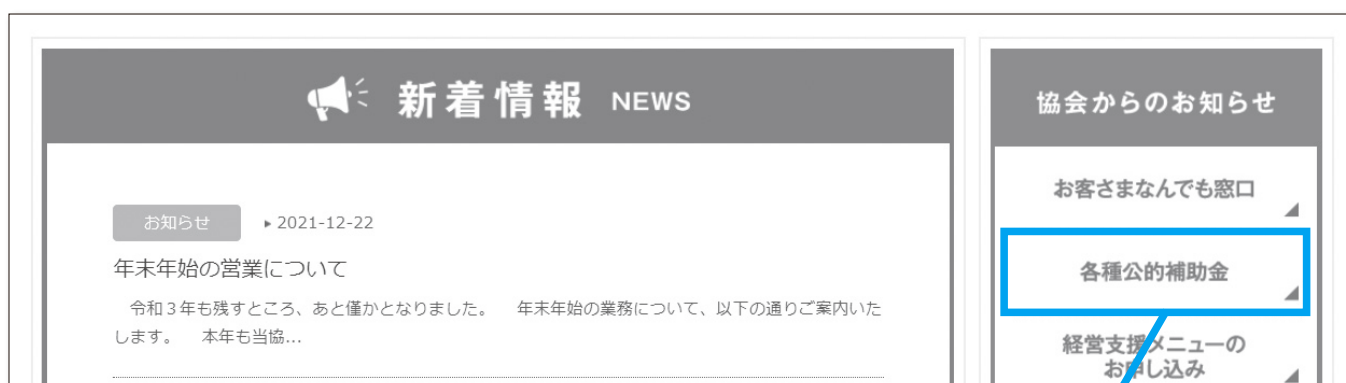 新着情報 NEWS
お知らせ
2021-12-22
年末年始の営業について
令和３年も残すところ、あと僅かとなりました。　年末年始の業務について、以下の通りご案内いた
します。　本年も当協...
協会からのお知らせ
お客さまなんでも窓口
各種公的補助金
経営支援メニューの
お申し込み